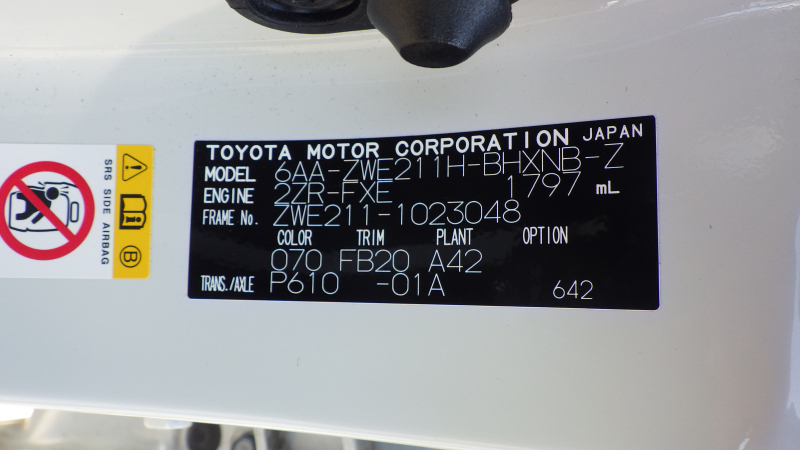 TOYOTA MOTOR CORPORATION JAPAN
MODEL 6AA-ZWE211H-BHXNB-Z
ENGINE 2ZR-FXE 1797 mL
FRAME No. ZWE211-1023048
COLOR TRIM PLANT OPTION
070 FB20 A42
TRANS./AXLE P610 -01A 642
SRS SIDE AIRBAG
B